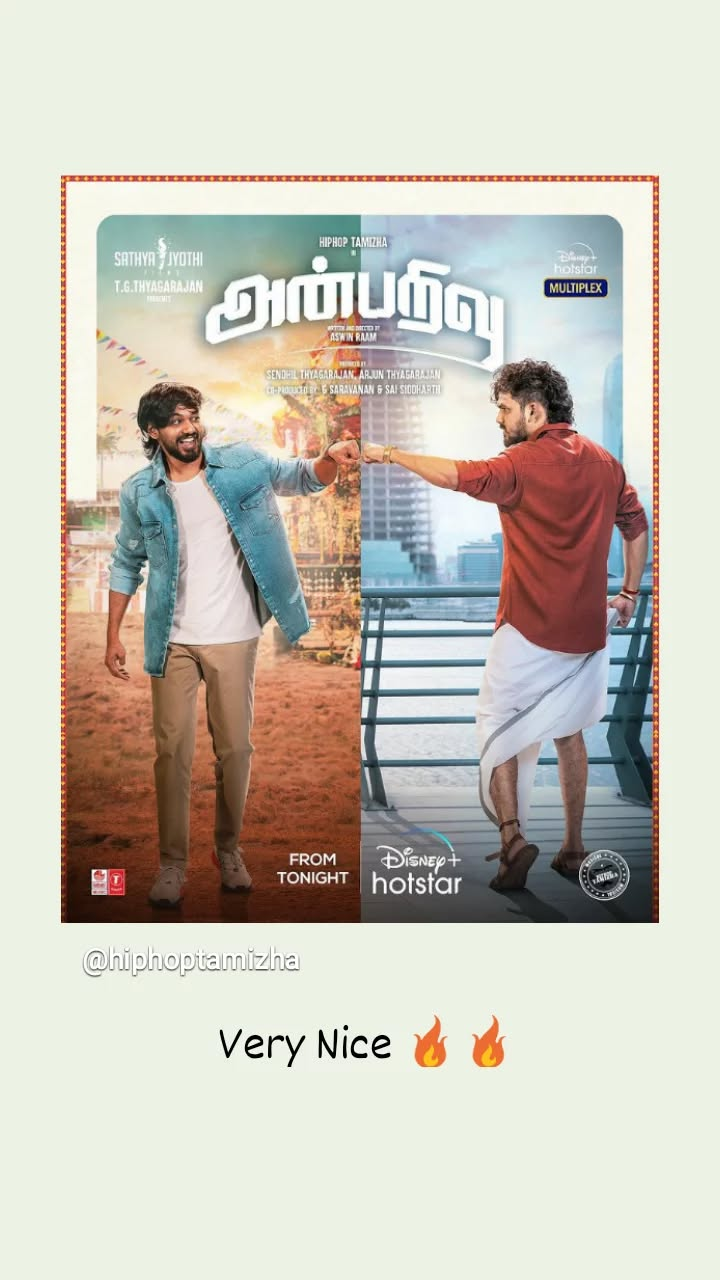 SATHYA JYOTHI
FILMS
T.G.THYAGARAJAN
PRESENTS
HIPHOP TAMIZHA
IN
அன்பறிவு
WRITTEN AND DIRECTED BY
ASWIN RAAM
PRODUCED BY
SENDHIL THYAGARAJAN, ARJUN THYAGARAJAN
CO-PRODUCED BY: G SARAVANAN & SAI SIDDHARTH
Disney+
hotstar
MULTIPLEX
FROM
TONIGHT
Disney+
hotstar
@hiphoptamizha
Very Nice 🔥 🔥